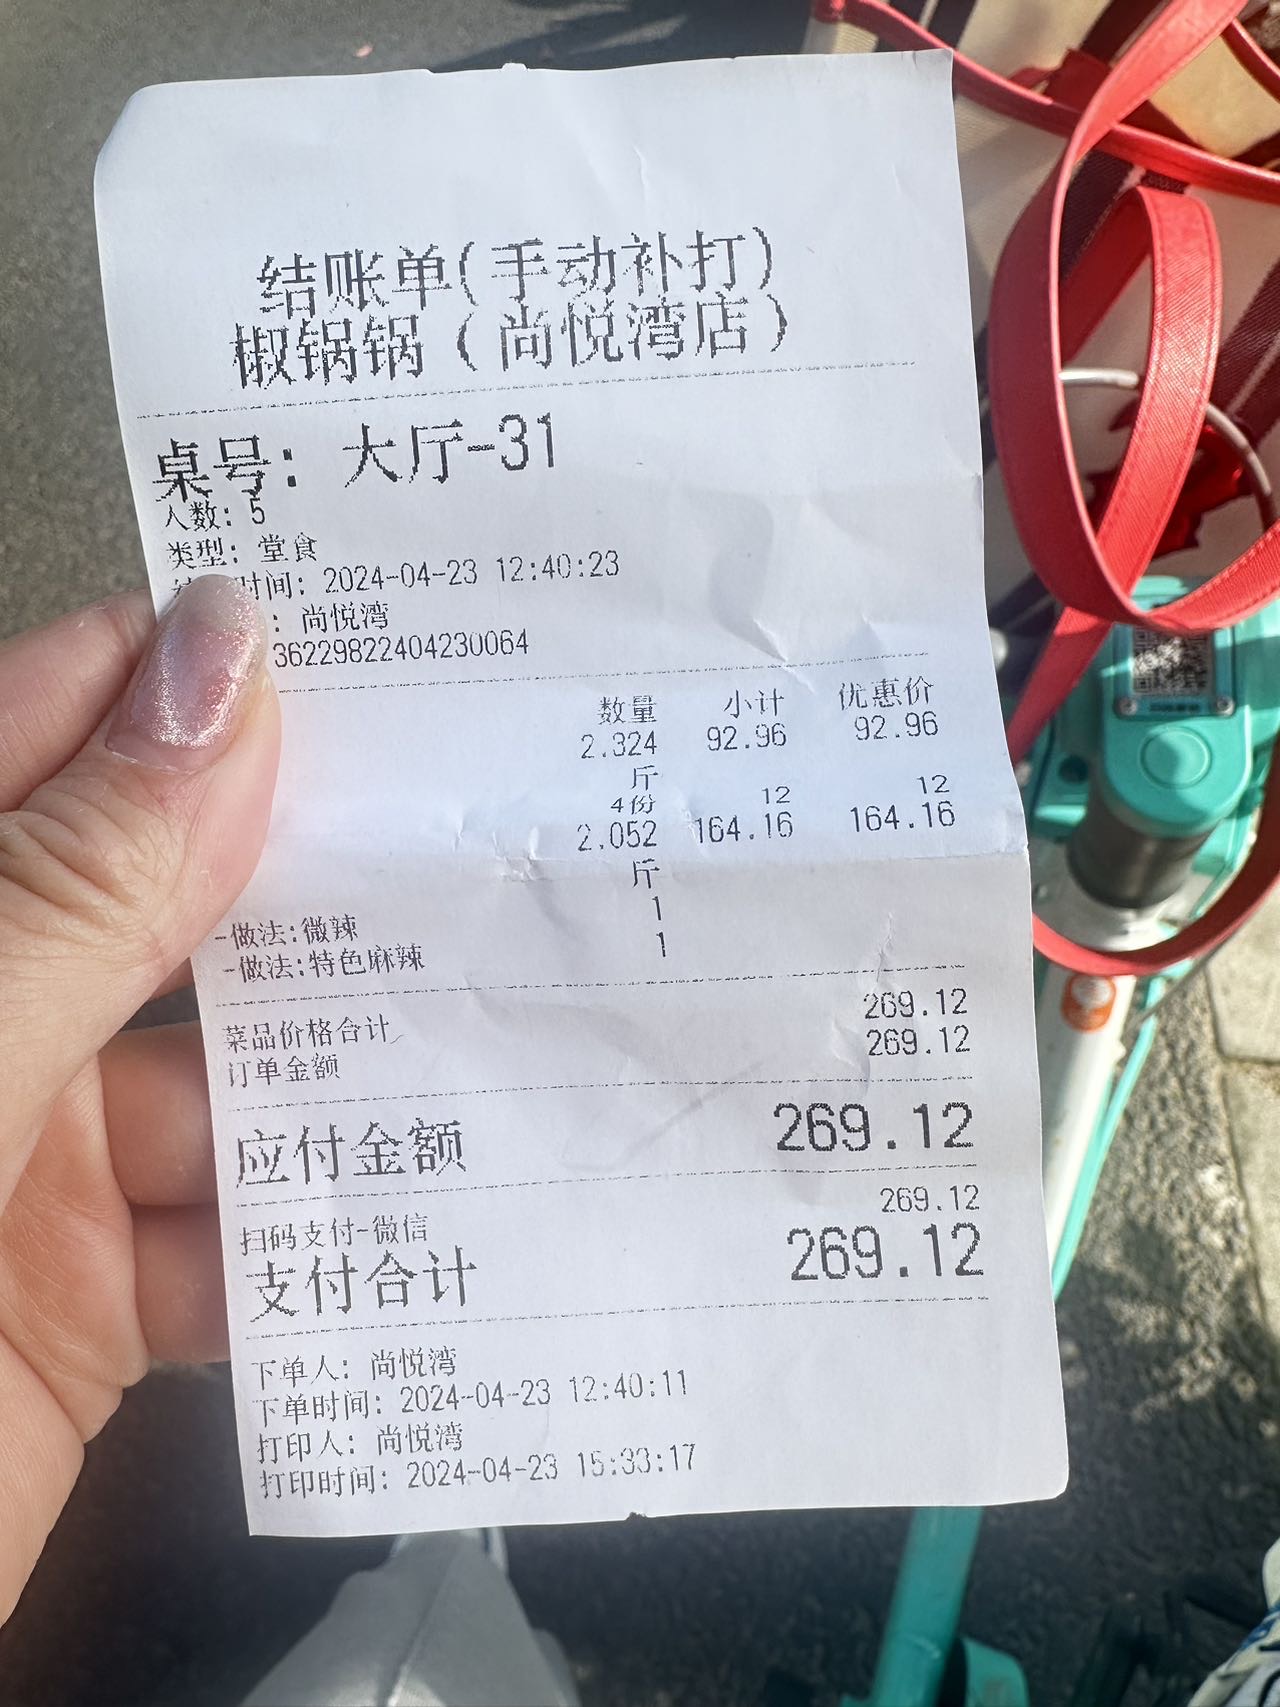 结账单(手动补打)
椒锅锅(尚悦湾店)
桌号: 大厅-31
人数: 5
类型: 堂食
时间: 2024-04-23 12:40:23
: 尚悦湾
36229822404230064
数量 小计 优惠价
2.324 92.96 92.96
斤
4份 12 12
2.052 164.16 164.16
斤
-做法:微辣 1
-做法:特色麻辣 1
菜品价格合计 269.12
订单金额 269.12
应付金额 269.12
扫码支付-微信 269.12
支付合计 269.12
下单人: 尚悦湾
下单时间: 2024-04-23 12:40:11
打印人: 尚悦湾
打印时间: 2024-04-23 15:33:17